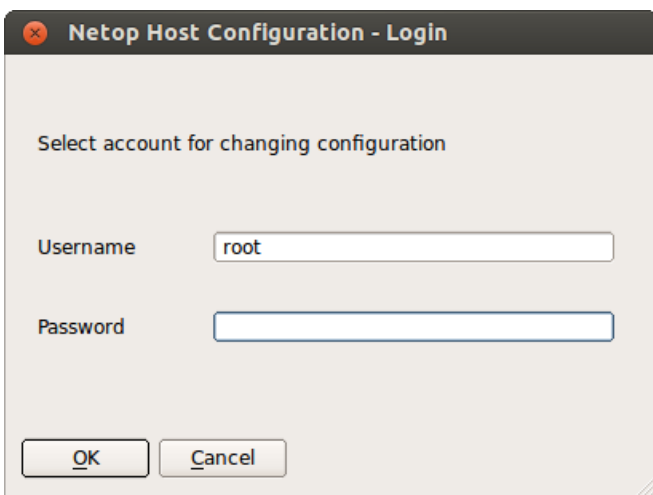 Netop Host Configuration - Login
Select account for changing configuration
Username root
Password
OK Cancel